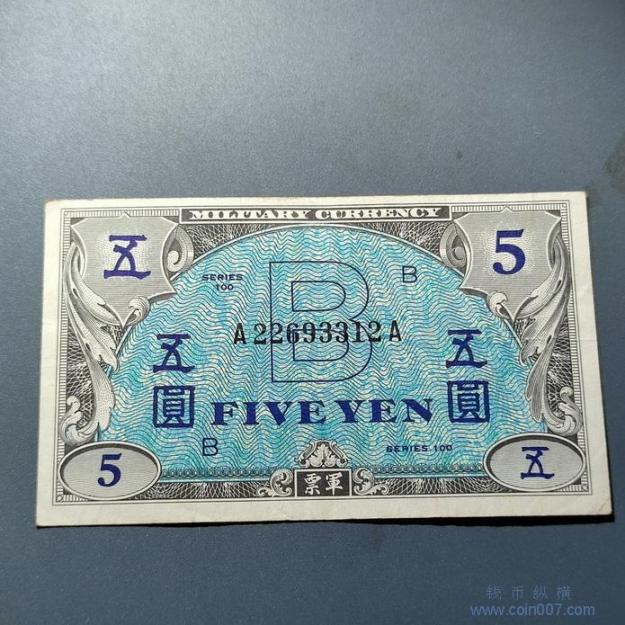 MILITARY CURRENCY
五
5
SERIES
100
B
B
A22693312A
五
圓
五
圓
FIVE YEN
B
SERIES 100
5
票軍
五
钱币纵横
www.coin007.com